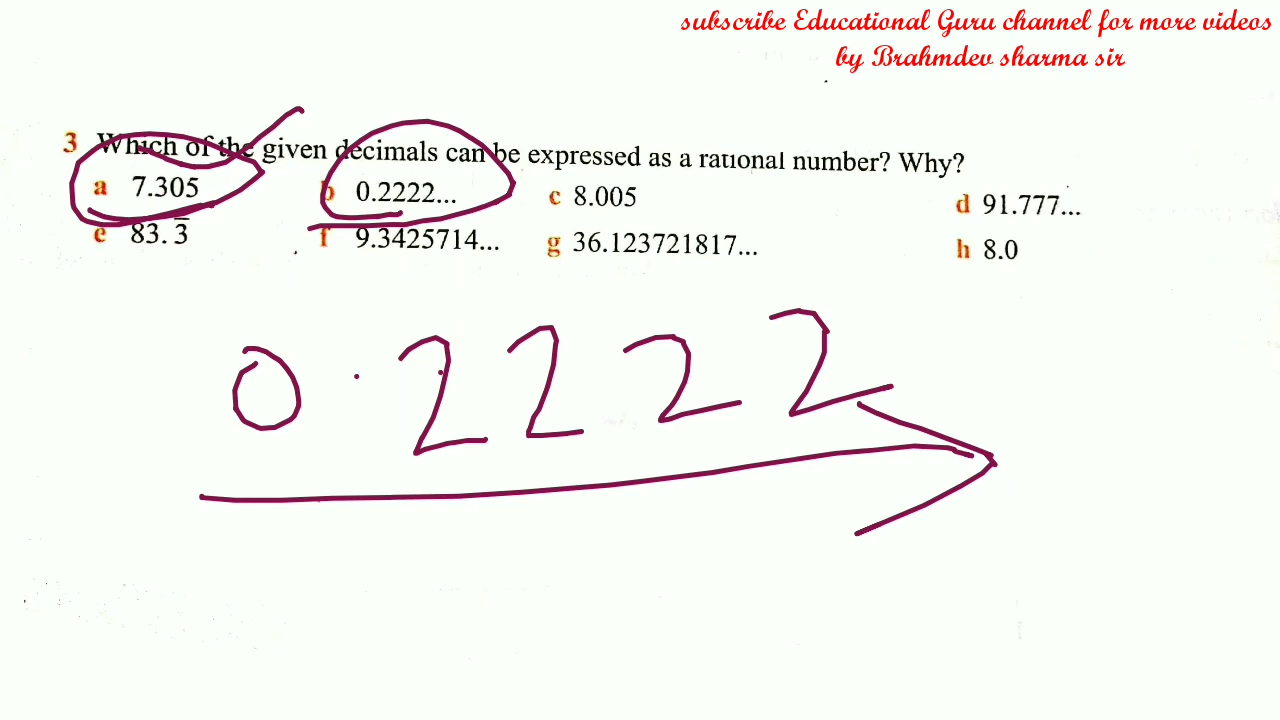 subscribe Educational Guru channel for more videos
by Brahmdev sharma sir
3 Which of the given decimals can be expressed as a rational number? Why?
a 7.305 b 0.2222... c 8.005 d 91.777...
e 83.3̅ f 9.3425714... g 36.123721817... h 8.0
0.2222